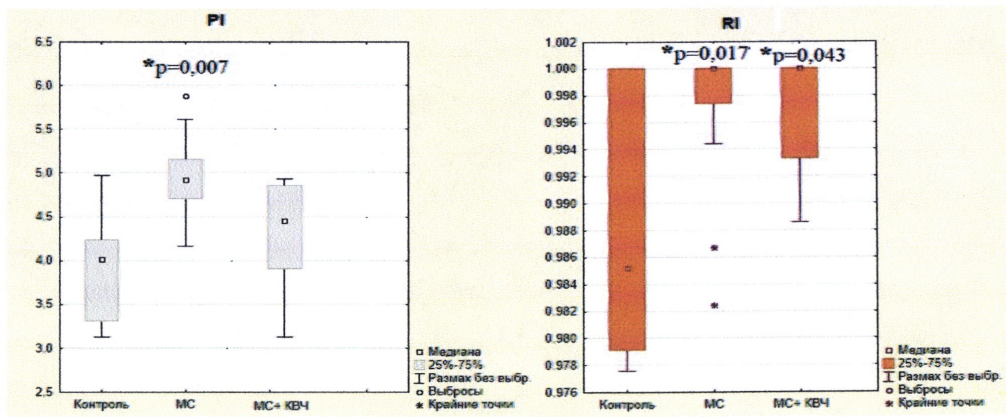 PI
6.5
6.0
5.5
5.0
4.5
4.0
3.5
3.0
2.5
*p=0,007
Контроль
МС
МС+ КВЧ
Медиана
25%-75%
Размах без выбр.
Выбросы
Крайние точки
RI
1.002
1.000
0.998
0.996
0.994
0.992
0.990
0.988
0.986
0.984
0.982
0.980
0.978
0.976
*p=0,017
*p=0,043
Контроль
МС
МС+ КВЧ
Медиана
25%-75%
Размах без выбр.
Выбросы
Крайние точки